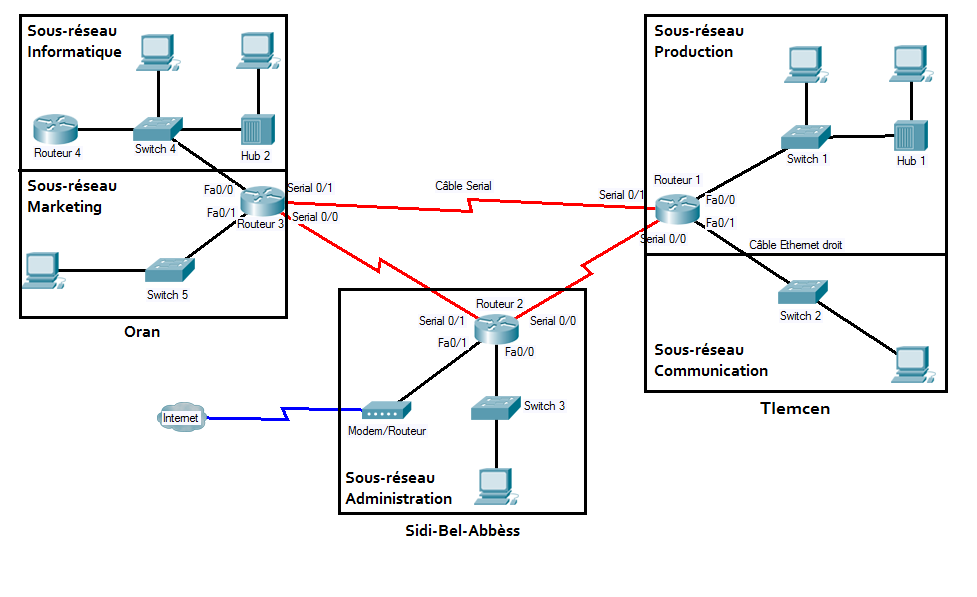 Sous-réseau
Informatique
Routeur 4
Switch 4
Hub 2
Sous-réseau
Marketing
Fa0/0
Serial 0/1
Fa0/1
Serial 0/0
Routeur 3
Switch 5
Oran
Câble Serial
Sous-réseau
Production
Switch 1
Hub 1
Routeur 1
Serial 0/1
Fa0/0
Fa0/1
Serial 0/0
Câble Ethernet droit
Switch 2
Sous-réseau
Communication
Tlemcen
Routeur 2
Serial 0/1
Serial 0/0
Fa0/1
Fa0/0
Switch 3
Internet
Modem/Routeur
Sous-réseau
Administration
Sidi-Bel-Abbèss